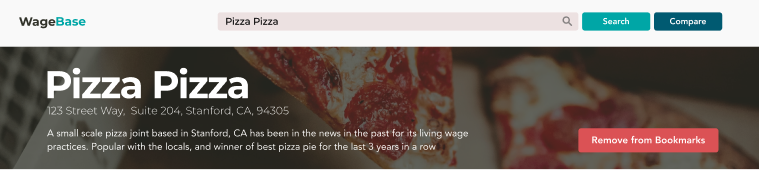 WageBase
Pizza Pizza
Search
Compare
Pizza Pizza
123 Street Way, Suite 204, Stanford, CA, 94305
A small scale pizza joint based in Stanford, CA has been in the news in the past for its living wage
practices. Popular with the locals, and winner of best pizza pie for the last 3 years in a row
Remove from Bookmarks